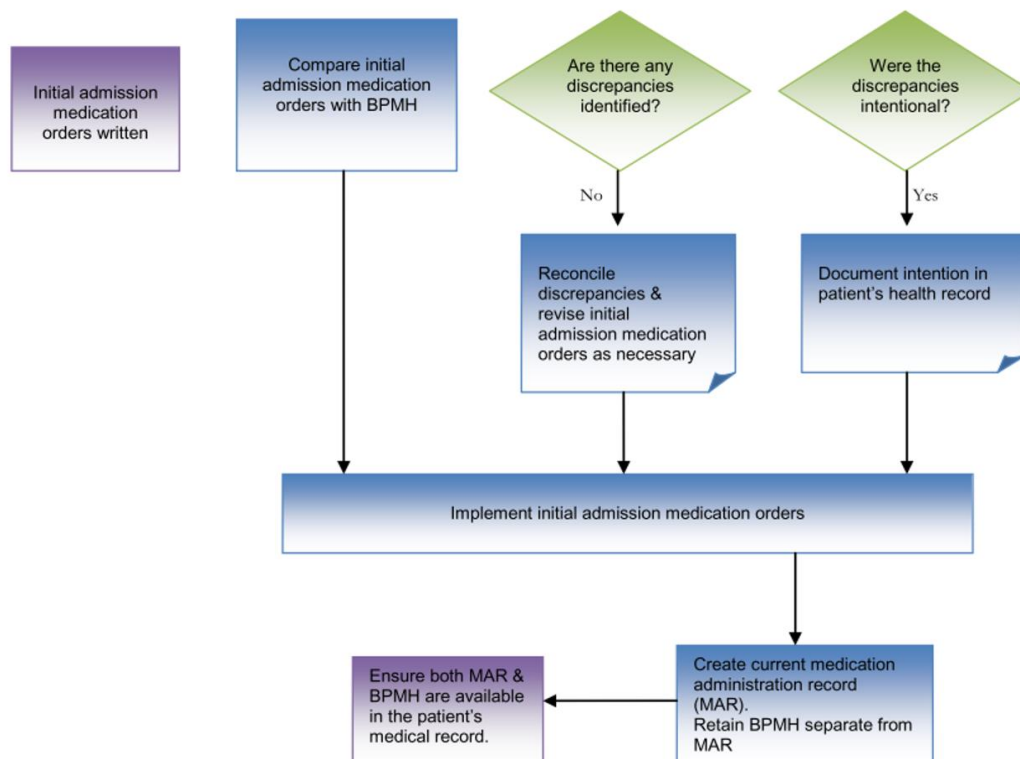 Initial admission
medication
orders written
Compare initial
admission medication
orders with BPMH
Are there any
discrepancies
identified?
Were the
discrepancies
intentional?
No
Yes
Reconcile
discrepancies &
revise initial
admission medication
orders as necessary
Document intention in
patient’s health record
Implement initial admission medication orders
Ensure both MAR &
BPMH are available
in the patient’s
medical record.
Create current medication
administration record
(MAR).
Retain BPMH separate from
MAR